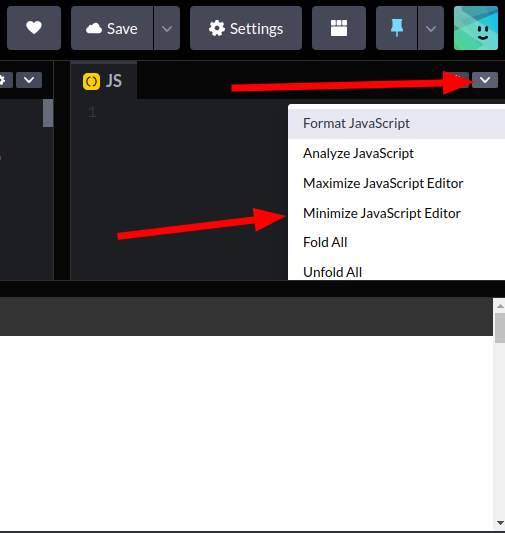 Save
Settings
() JS
1
Format JavaScript
Analyze JavaScript
Maximize JavaScript Editor
Minimize JavaScript Editor
Fold All
Unfold All